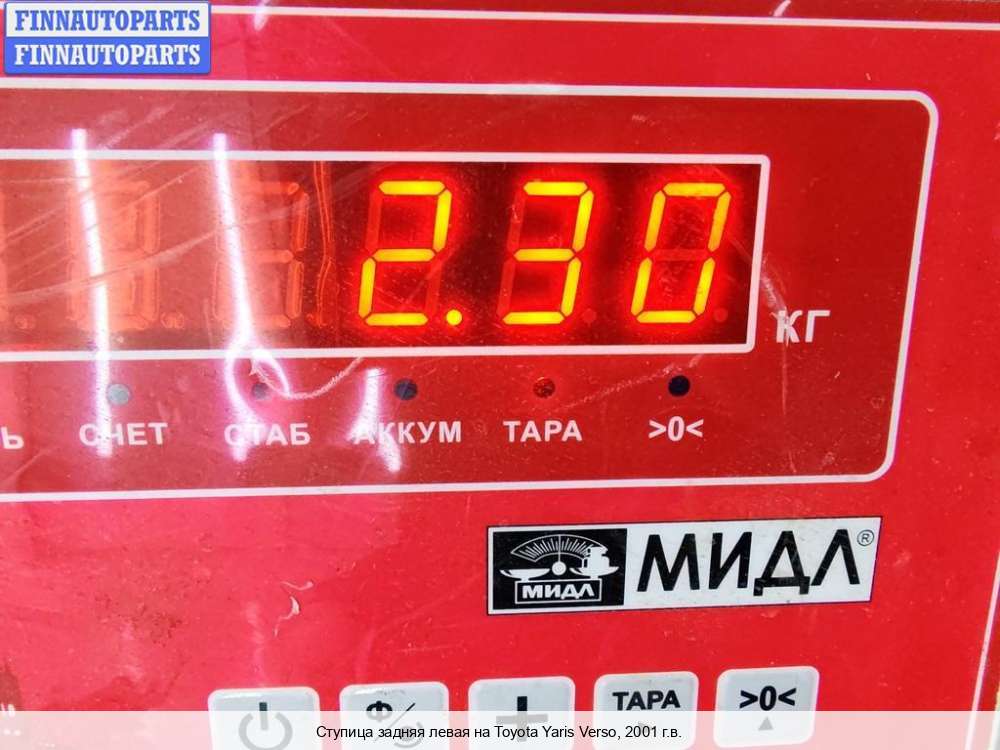 FINNAUTOPARTS
FINNAUTOPARTS
2.30
КГ
СЧЕТ СТАБ АККУМ ТАРА >0<
МИДЛ
МИДЛ®
ТАРА >0<
Ступица задняя левая на Toyota Yaris Verso, 2001 г.в.